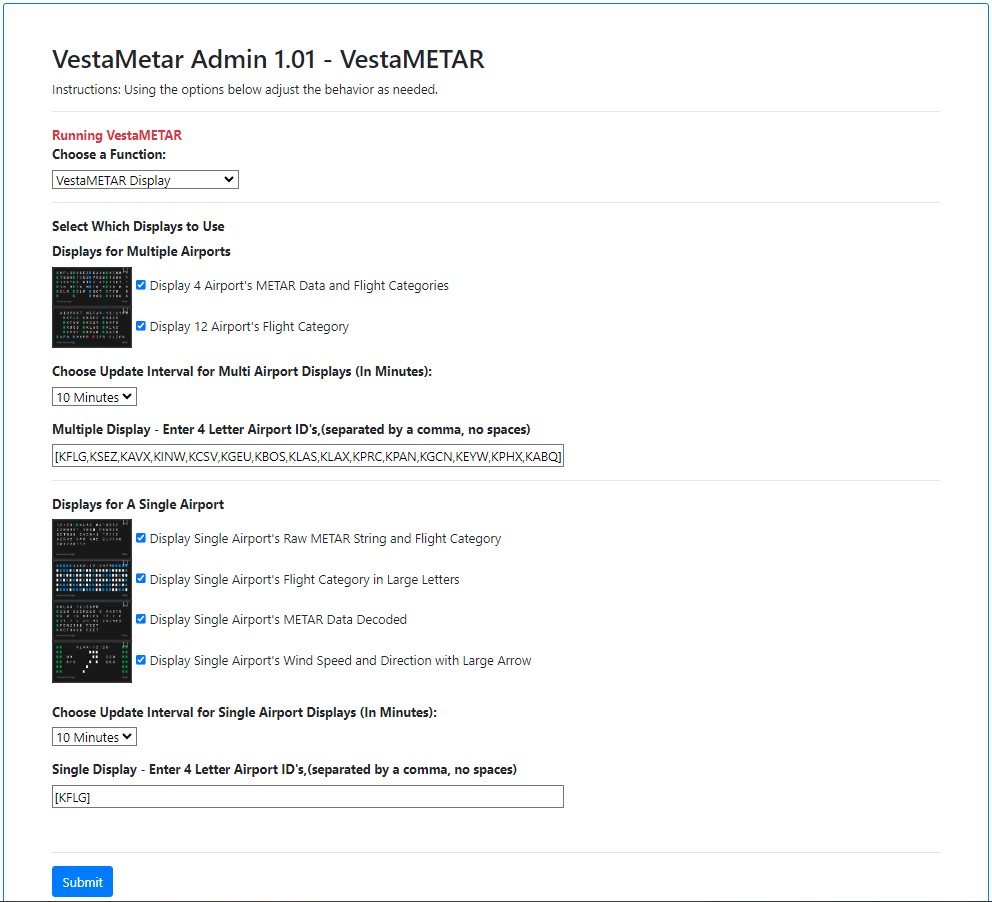 VestaMetar Admin 1.01 - VestaMETAR
Instructions: Using the options below adjust the behavior as needed.
Running VestaMETAR
Choose a Function:
VestaMETAR Display
Select Which Displays to Use
Displays for Multiple Airports
Display 4 Airport's METAR Data and Flight Categories
Display 12 Airport's Flight Category
Choose Update Interval for Multi Airport Displays (In Minutes):
10 Minutes
Multiple Display - Enter 4 Letter Airport ID's,(separated by a comma, no spaces)
[KFLG,KSEZ,KAVX,KINW,KCSV,KGEU,KBOS,KLAS,KLAX,KPRC,KPAN,KGCN,KEYW,KPHX,KABQ]
Displays for A Single Airport
Display Single Airport's Raw METAR String and Flight Category
Display Single Airport's Flight Category in Large Letters
Display Single Airport's METAR Data Decoded
Display Single Airport's Wind Speed and Direction with Large Arrow
Choose Update Interval for Single Airport Displays (In Minutes):
10 Minutes
Single Display - Enter 4 Letter Airport ID's,(separated by a comma, no spaces)
[KFLG]
Submit